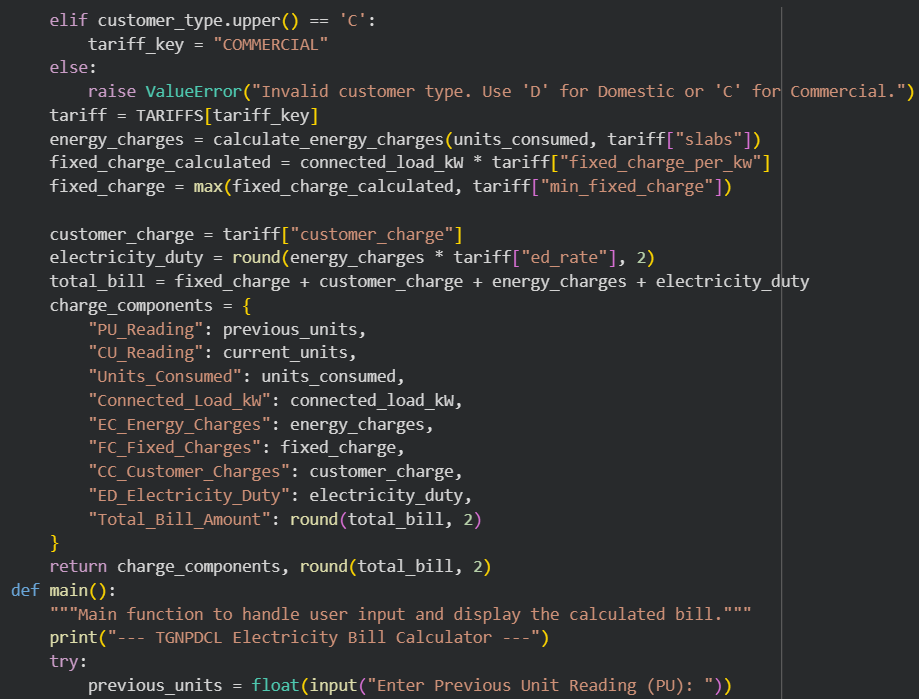 elif customer_type.upper() == 'C':
tariff_key = "COMMERCIAL"
else:
raise ValueError("Invalid customer type. Use 'D' for Domestic or 'C' for Commercial.")
tariff = TARIFFS[tariff_key]
energy_charges = calculate_energy_charges(units_consumed, tariff["slabs"])
fixed_charge_calculated = connected_load_kW * tariff["fixed_charge_per_kw"]
fixed_charge = max(fixed_charge_calculated, tariff["min_fixed_charge"])
customer_charge = tariff["customer_charge"]
electricity_duty = round(energy_charges * tariff["ed_rate"], 2)
total_bill = fixed_charge + customer_charge + energy_charges + electricity_duty
charge_components = {
"PU_Reading": previous_units,
"CU_Reading": current_units,
"Units_Consumed": units_consumed,
"Connected_Load_kW": connected_load_kW,
"EC_Energy_Charges": energy_charges,
"FC_Fixed_Charges": fixed_charge,
"CC_Customer_Charges": customer_charge,
"ED_Electricity_Duty": electricity_duty,
"Total_Bill_Amount": round(total_bill, 2)
}
return charge_components, round(total_bill, 2)
def main():
"""Main function to handle user input and display the calculated bill."""
print("--- TGNPDCL Electricity Bill Calculator ---")
try:
previous_units = float(input("Enter Previous Unit Reading (PU): "))